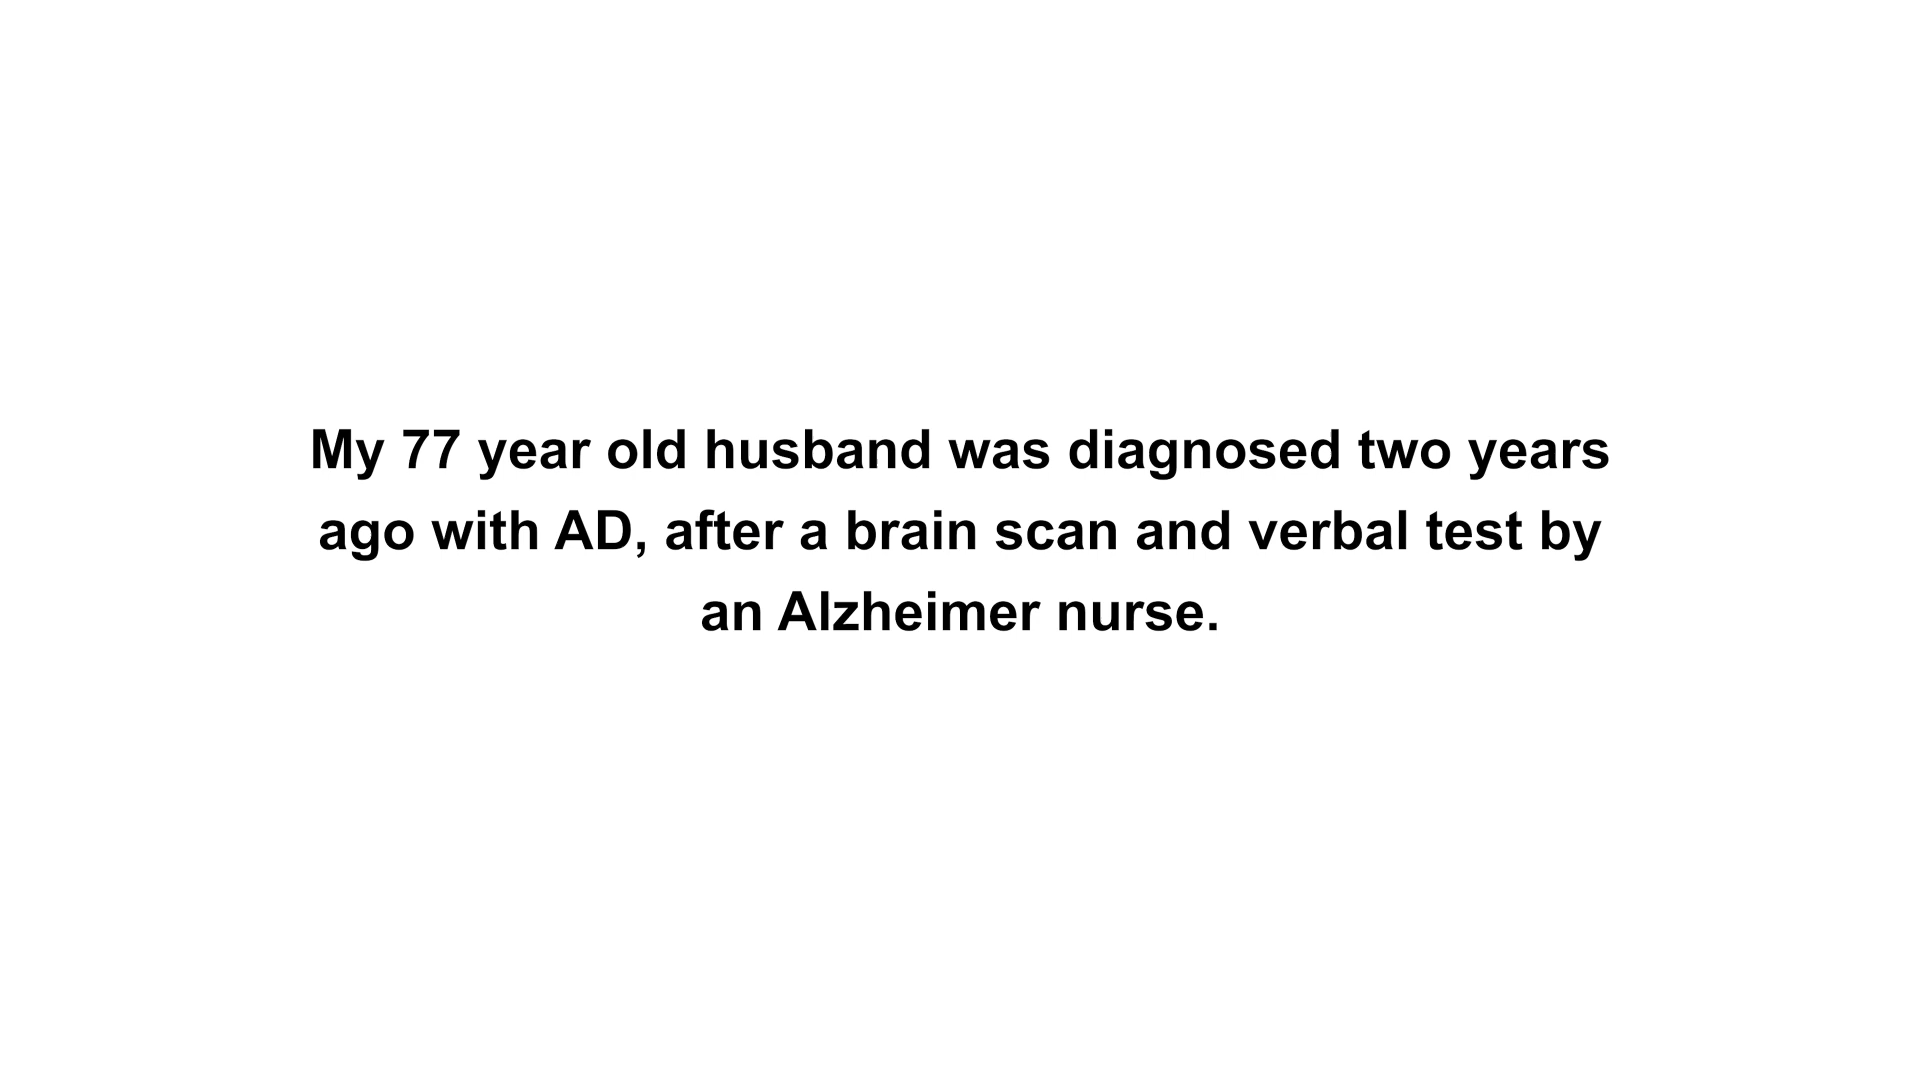 My 77 year old husband was diagnosed two years
ago with AD, after a brain scan and verbal test by
an Alzheimer nurse.